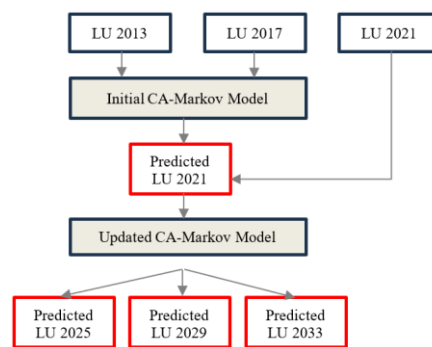 LU 2013
LU 2017
LU 2021
Initial CA-Markov Model
Predicted
LU 2021
Updated CA-Markov Model
Predicted
LU 2025
Predicted
LU 2029
Predicted
LU 2033